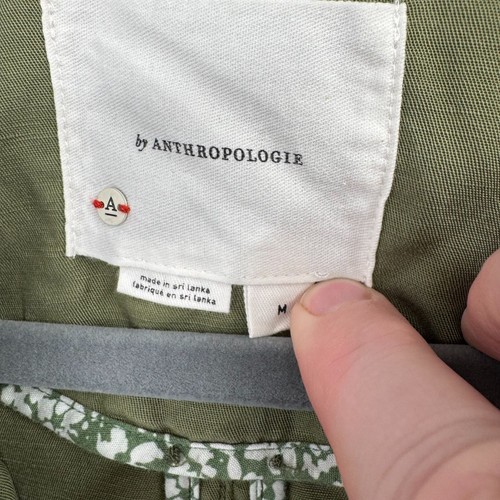 by ANTHROPOLOGIE
A
made in sri lanka
fabriqué en sri lanka
M